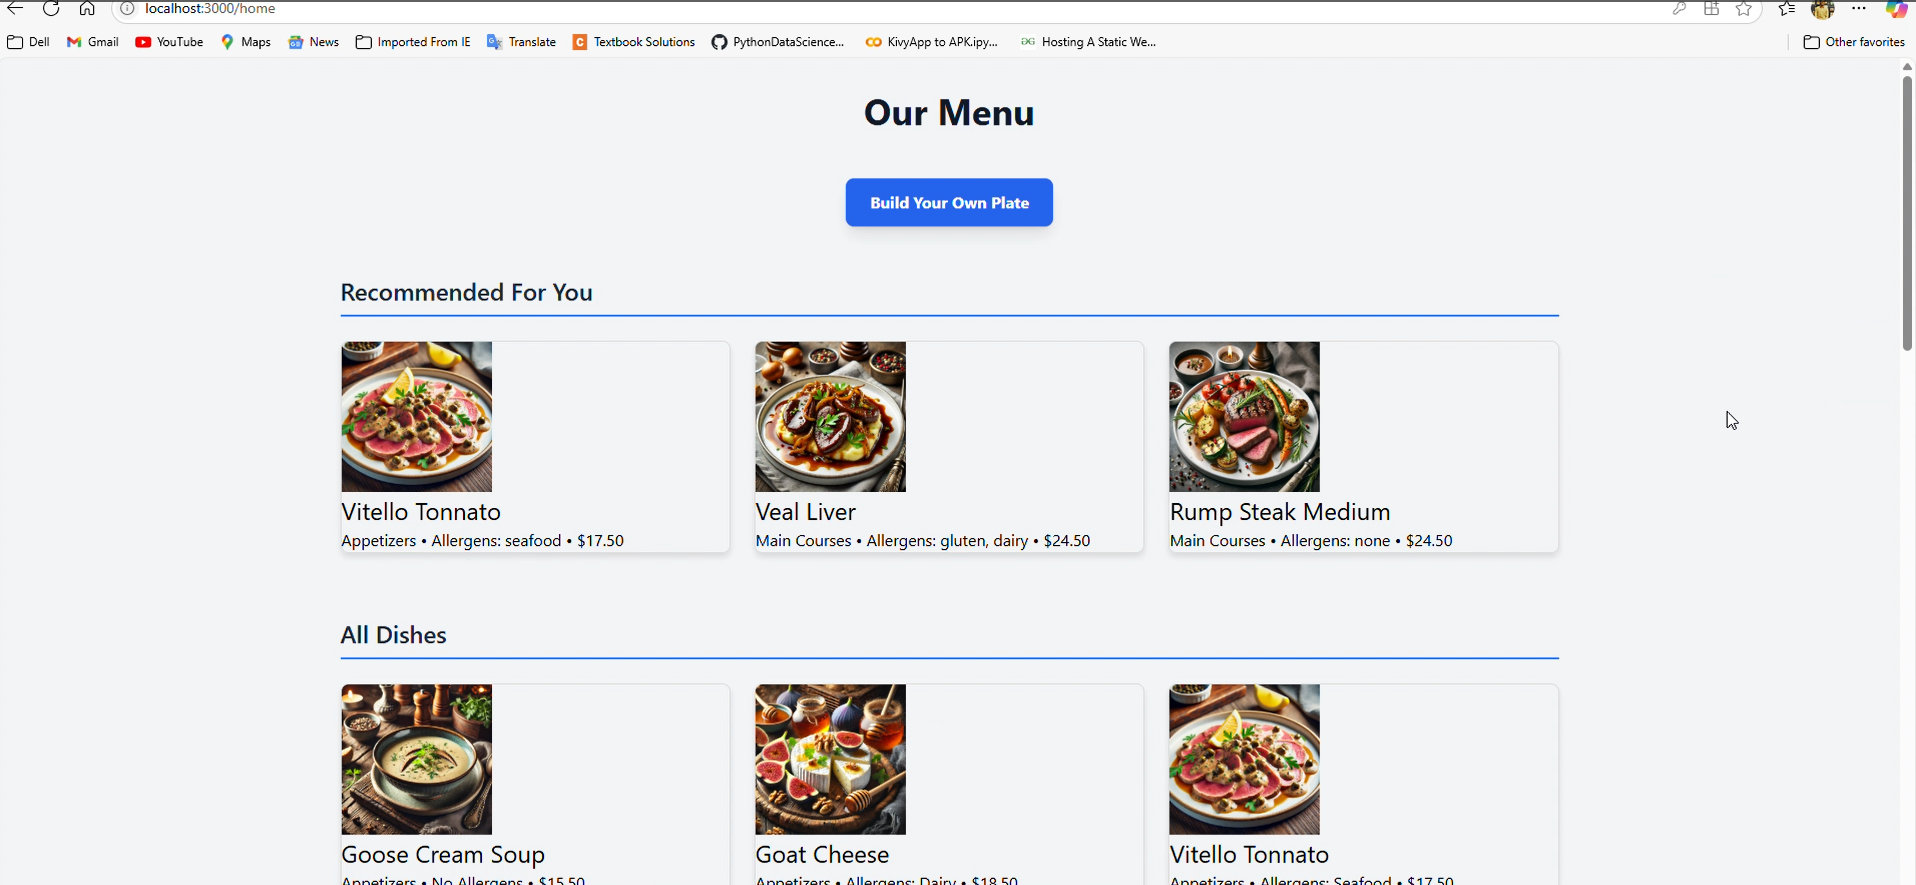 localhost:3000/home
Dell Gmail YouTube Maps News Imported From IE Translate Textbook Solutions PythonDataScience... KivyApp to APK.ipy... Hosting A Static We... Other favorites
Our Menu
Build Your Own Plate
Recommended For You
Vitello Tonnato
Appetizers • Allergens: seafood • $17.50
Veal Liver
Main Courses • Allergens: gluten, dairy • $24.50
Rump Steak Medium
Main Courses • Allergens: none • $24.50
All Dishes
Goose Cream Soup
Appetizers • No Allergens • $15.50
Goat Cheese
Appetizers • Allergens: Dairy • $18.50
Vitello Tonnato
Appetizers • Allergens: Seafood • $17.50